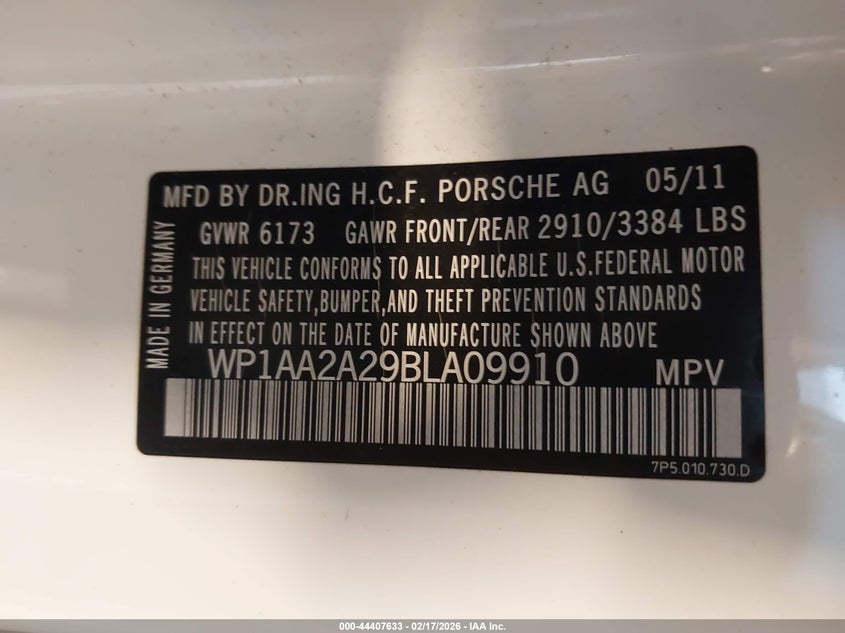 MFD BY DR.ING H.C.F. PORSCHE AG 05/11
GVWR 6173 GAWR FRONT/REAR 2910/3384 LBS
THIS VEHICLE CONFORMS TO ALL APPLICABLE U.S.FEDERAL MOTOR
VEHICLE SAFETY,BUMPER,AND THEFT PREVENTION STANDARDS
IN EFFECT ON THE DATE OF MANUFACTURE SHOWN ABOVE
WP1AA2A29BLA09910 MPV
7P5.010.730.D
MADE IN GERMANY
000-44407633 - 02/17/2026 - IAA Inc.